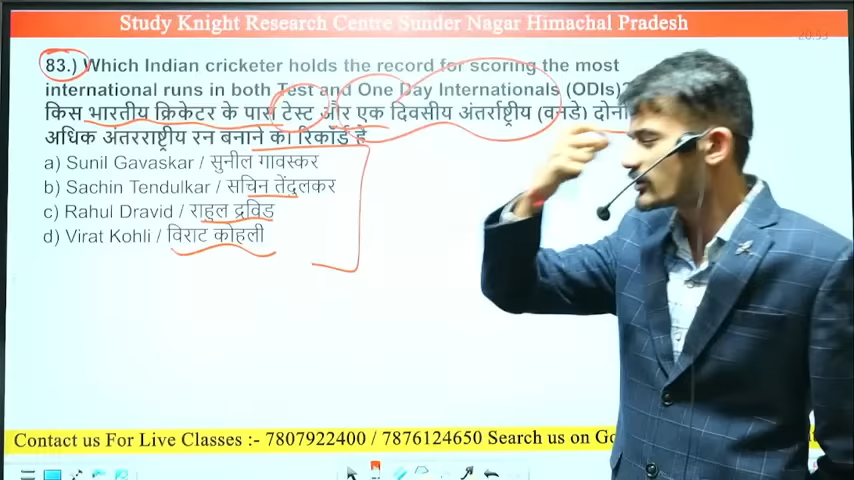 Study Knight Research Centre Sunder Nagar Himachal Pradesh
20:53
83.) Which Indian cricketer holds the record for scoring the most
international runs in both Test and One Day Internationals (ODIs)?
किस भारतीय क्रिकेटर के पास टेस्ट और एक दिवसीय अंतर्राष्ट्रीय (वनडे) दोनों
अधिक अंतरराष्ट्रीय रन बनाने का रिकॉर्ड है
a) Sunil Gavaskar / सुनील गावस्कर
b) Sachin Tendulkar / सचिन तेंदुलकर
c) Rahul Dravid / राहुल द्रविड़
d) Virat Kohli / विराट कोहली
Contact us For Live Classes :- 7807922400 / 7876124650 Search us on